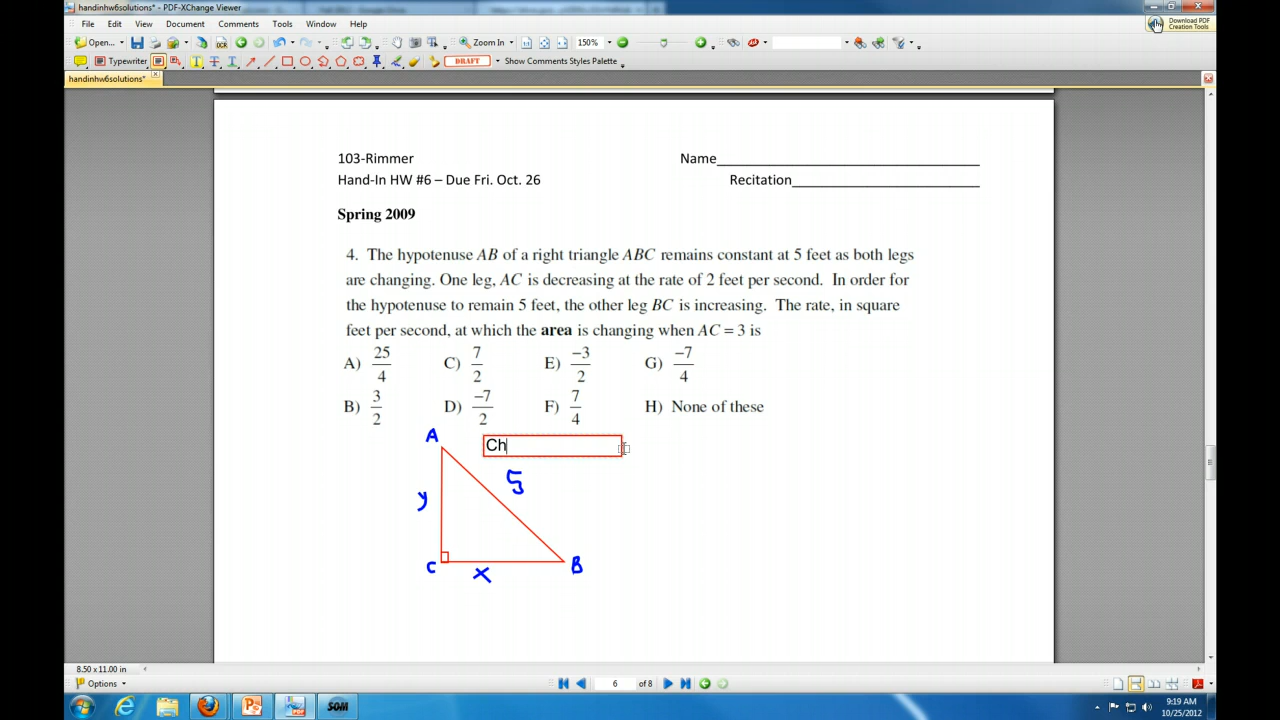 handinhw6solutions* - PDF-XChange Viewer
File Edit View Document Comments Tools Window Help
Download PDF Creation Tools
Open... OCR Zoom In 150%
Typewriter T T T DRAFT Show Comments Styles Palette
handinhw6solutions*
103-Rimmer Name
Hand-In HW #6 – Due Fri. Oct. 26 Recitation
Spring 2009
4. The hypotenuse AB of a right triangle ABC remains constant at 5 feet as both legs
are changing. One leg, AC is decreasing at the rate of 2 feet per second. In order for
the hypotenuse to remain 5 feet, the other leg BC is increasing. The rate, in square
feet per second, at which the area is changing when AC = 3 is
A) 25/4 C) 7/2 E) -3/2 G) -7/4
B) 3/2 D) -7/2 F) 7/4 H) None of these
A
Ch
5
y
C
x
B
8.50 x 11.00 in
Options 6 of 8
SOM
9:19 AM
10/25/2012